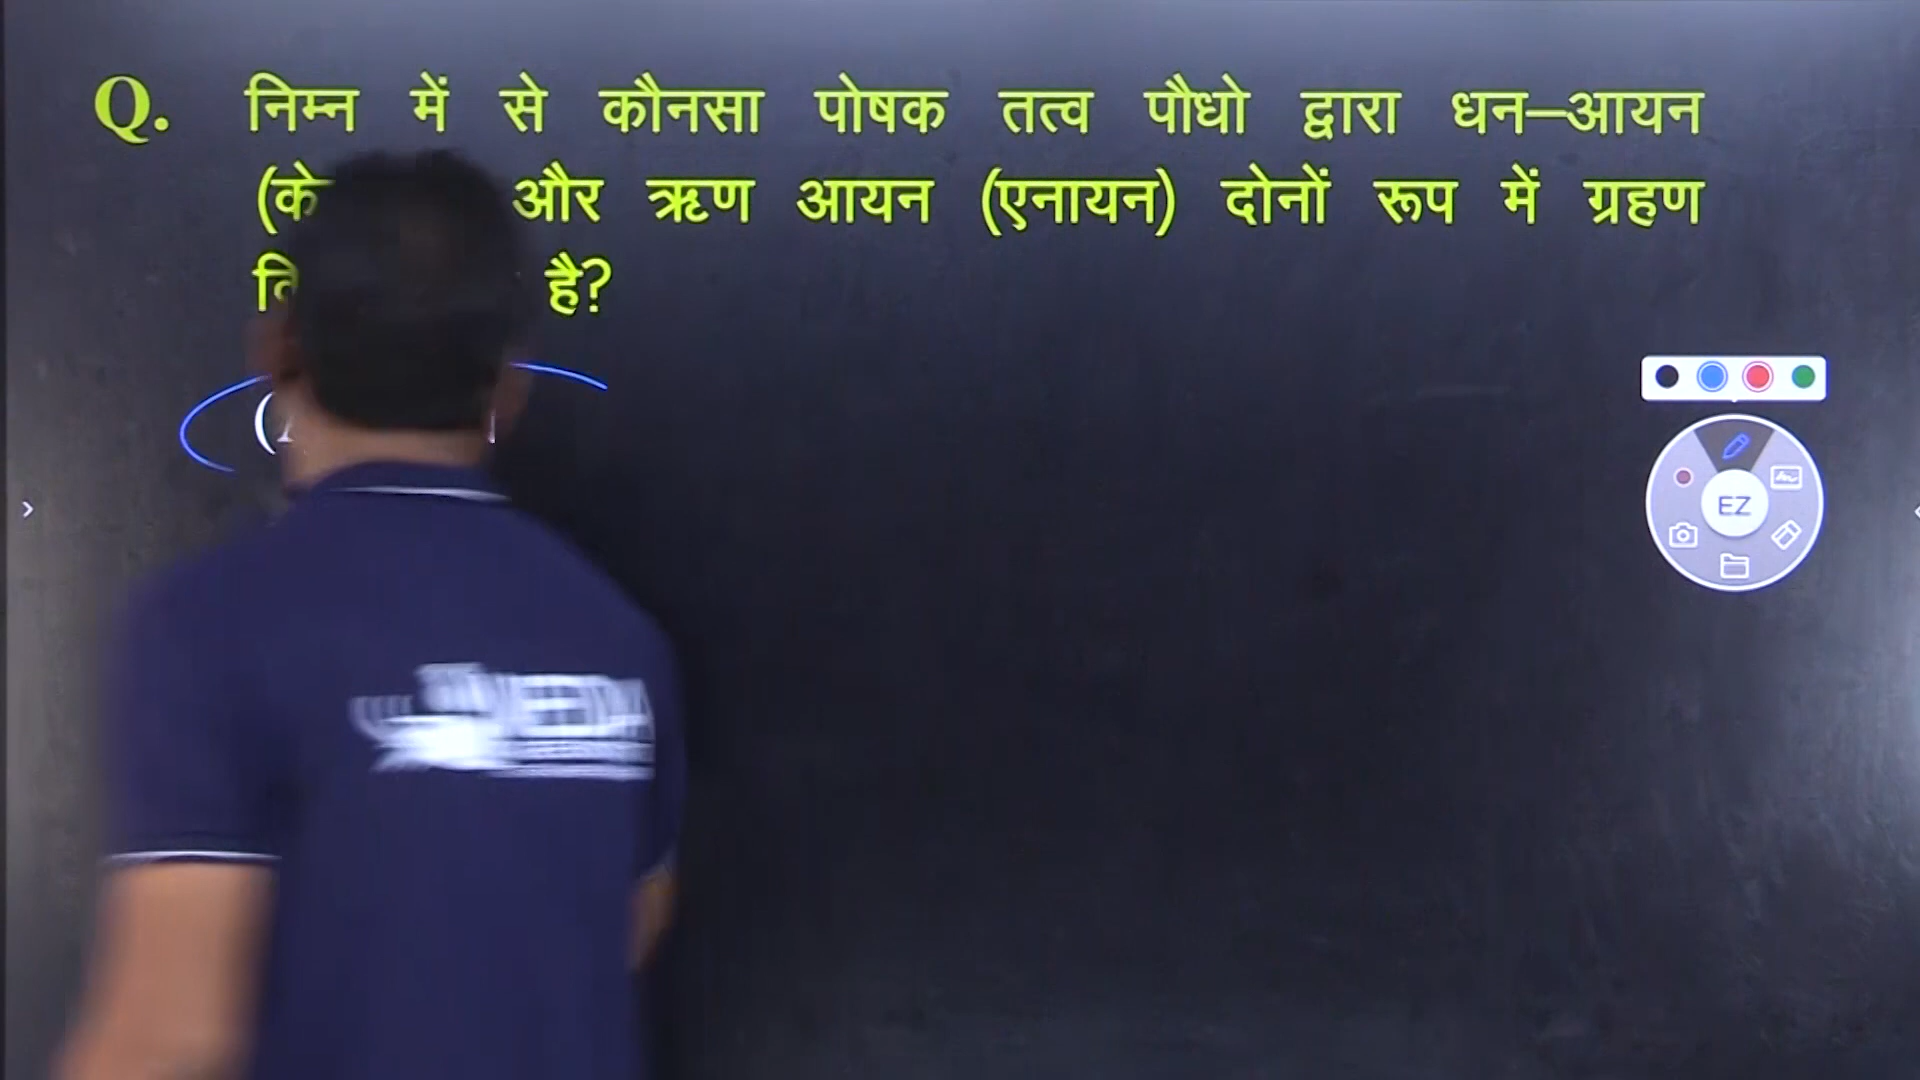 Q. निम्न में से कौनसा पोषक तत्व पौधो द्वारा धन–आयन
और ऋण आयन (एनायन) दोनों रूप में ग्रहण
है?
EZ